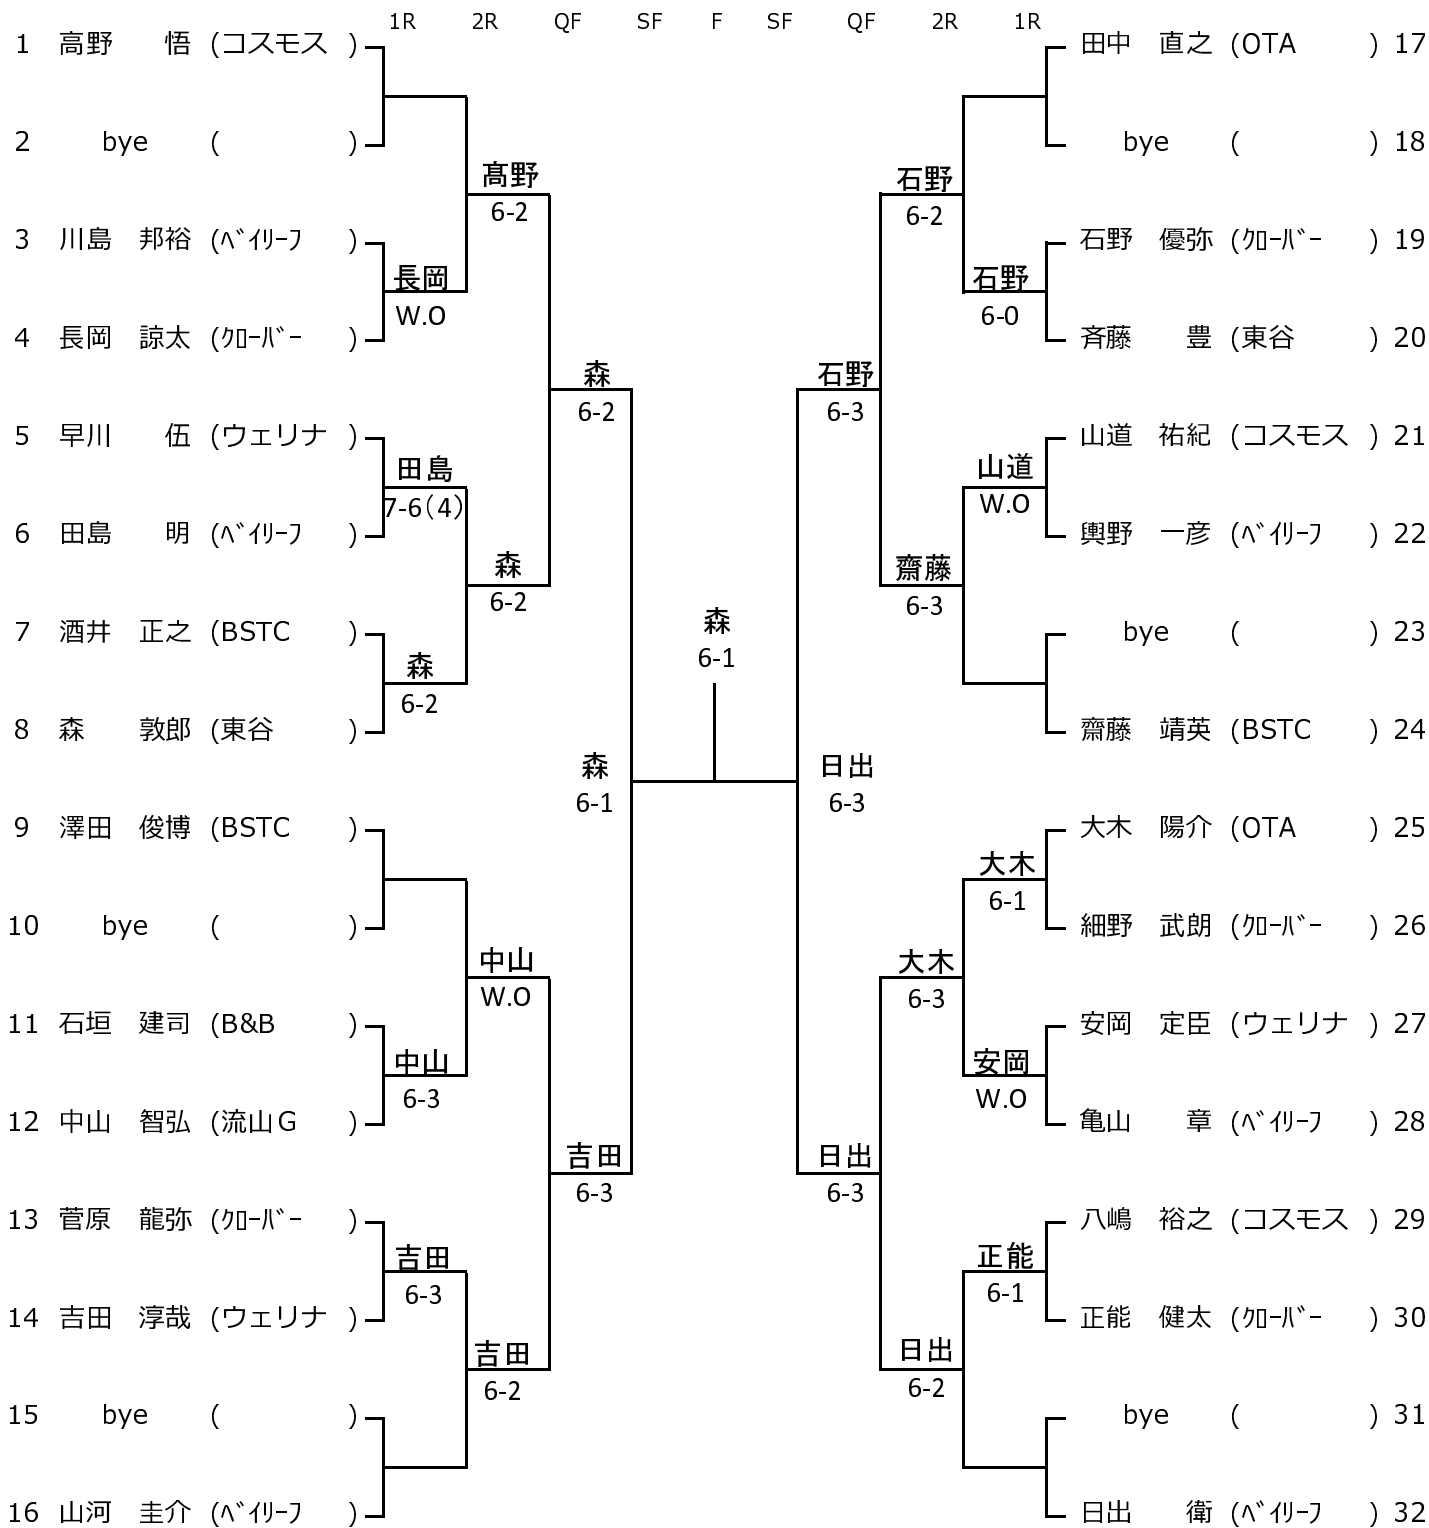 1R 2R QF SF F SF QF 2R 1R
1 高野 悟 (コスモス ) 田中 直之 (OTA ) 17
2 bye ( ) bye ( ) 18
髙野 石野
6-2 6-2
3 川島 邦裕 (ﾍﾞｲﾘｰﾌ ) 石野 優弥 (ｸﾛｰﾊﾞｰ ) 19
長岡 石野
W.O 6-0
4 長岡 諒太 (ｸﾛｰﾊﾞｰ ) 斉藤 豊 (東谷 ) 20
森 石野
6-2 6-3
5 早川 伍 (ウェリナ ) 山道 祐紀 (コスモス ) 21
田島 山道
7-6(4) W.O
6 田島 明 (ﾍﾞｲﾘｰﾌ ) 輿野 一彦 (ﾍﾞｲﾘｰﾌ ) 22
森 齋藤
6-2 6-3
7 酒井 正之 (BSTC ) bye ( ) 23
森
6-1
森
6-2
8 森 敦郎 (東谷 ) 齋藤 靖英 (BSTC ) 24
森 日出
6-1 6-3
9 澤田 俊博 (BSTC ) 大木 陽介 (OTA ) 25
大木
6-1
10 bye ( ) 細野 武朗 (ｸﾛｰﾊﾞｰ ) 26
中山 大木
W.O 6-3
11 石垣 建司 (B&B ) 安岡 定臣 (ウェリナ ) 27
中山 安岡
6-3 W.O
12 中山 智弘 (流山Ｇ ) 亀山 章 (ﾍﾞｲﾘｰﾌ ) 28
吉田 日出
6-3 6-3
13 菅原 龍弥 (ｸﾛｰﾊﾞｰ ) 八嶋 裕之 (コスモス ) 29
吉田 正能
6-3 6-1
14 吉田 淳哉 (ウェリナ ) 正能 健太 (ｸﾛｰﾊﾞｰ ) 30
吉田 日出
6-2 6-2
15 bye ( ) bye ( ) 31
16 山河 圭介 (ﾍﾞｲﾘｰﾌ ) 日出 衛 (ﾍﾞｲﾘｰﾌ ) 32